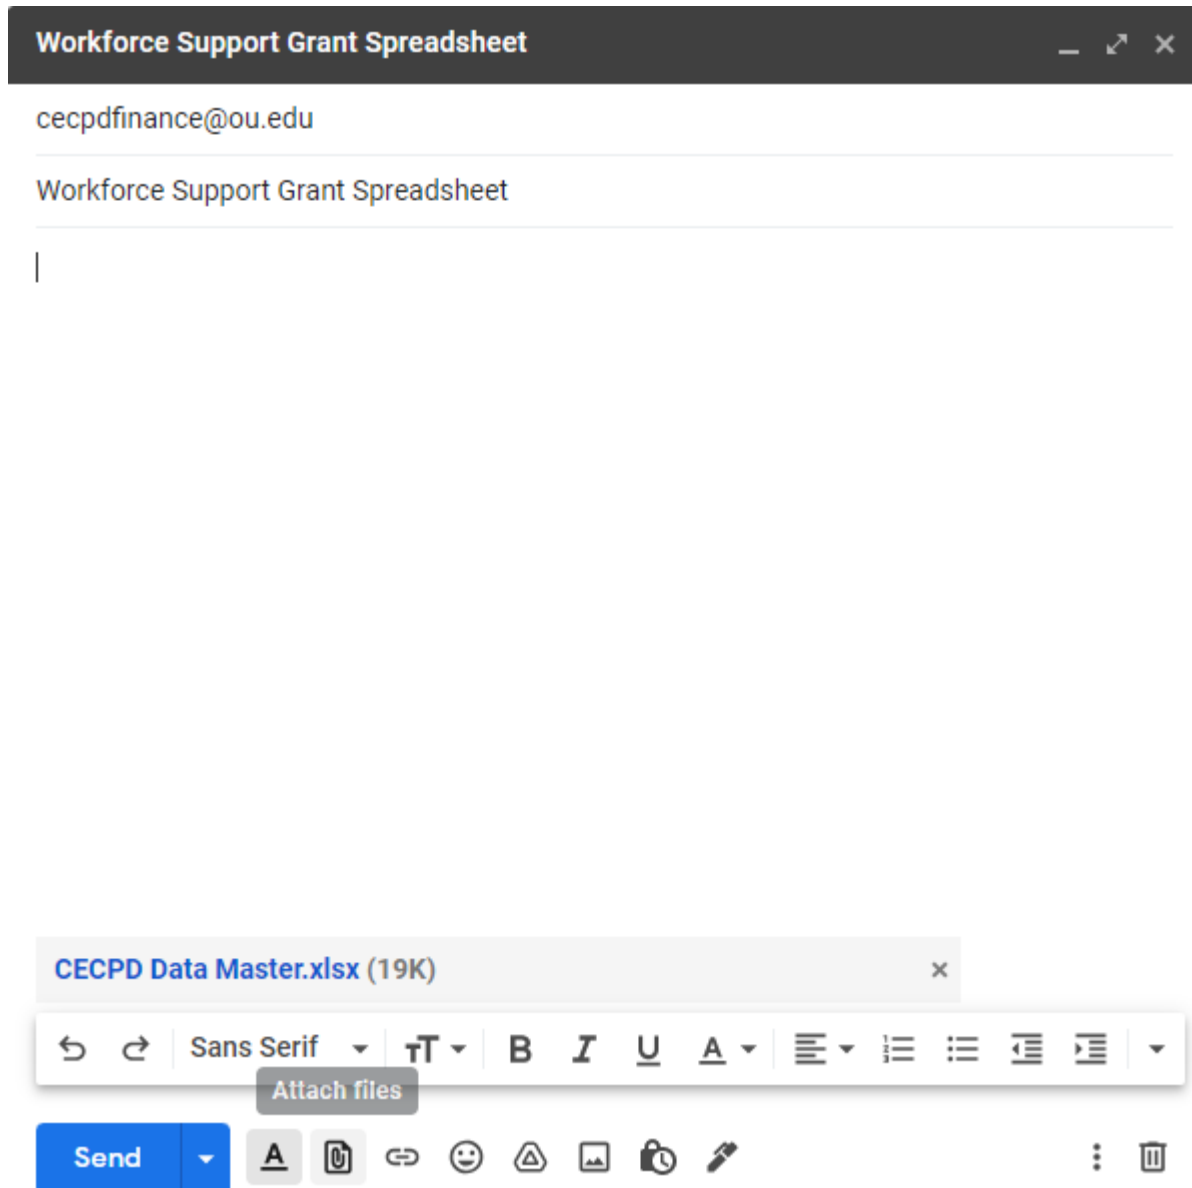 Workforce Support Grant Spreadsheet
cecpdfinance@ou.edu
Workforce Support Grant Spreadsheet
CECPD Data Master.xlsx (19K)
Sans Serif
Attach files
Send